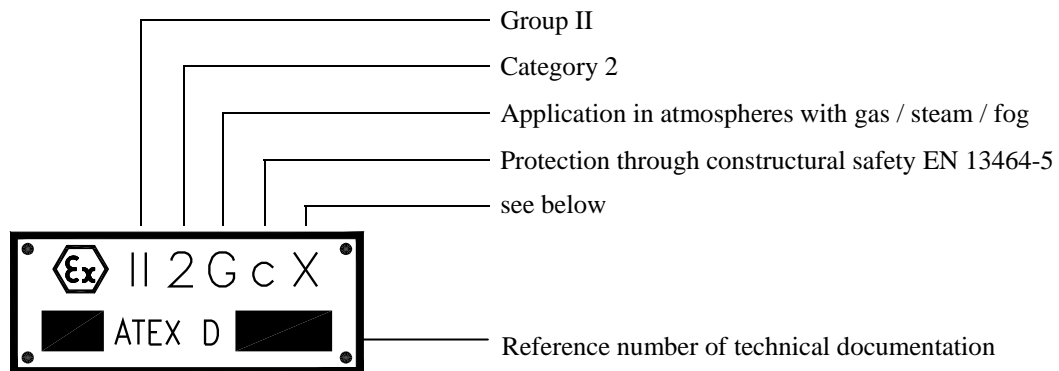 Group II
Category 2
Application in atmospheres with gas / steam / fog
Protection through constructural safety EN 13464-5
see below
Ex II 2 G c X
ATEX D
Reference number of technical documentation